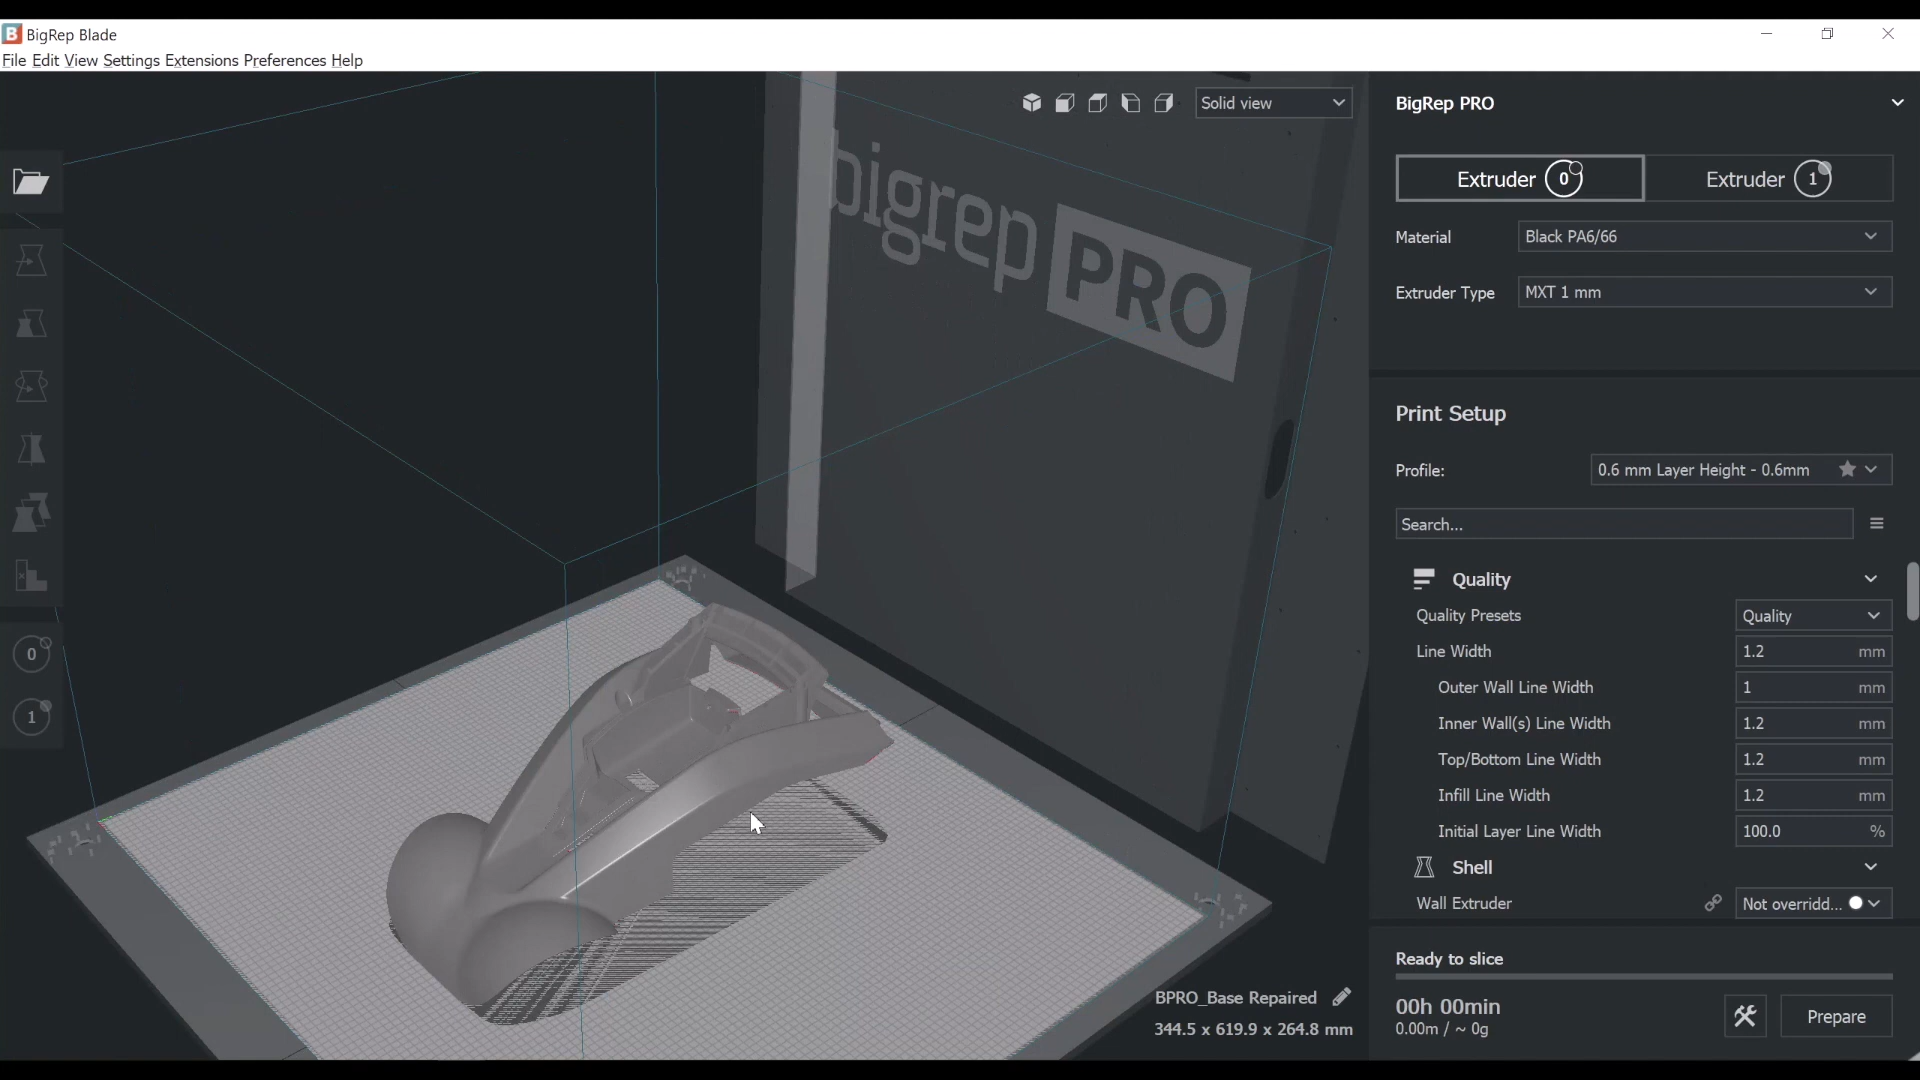 BigRep Blade
File Edit View Settings Extensions Preferences Help
Solid view
BigRep PRO
bigrep PRO
Extruder 0
Extruder 1
Material
Black PA6/66
Extruder Type
MXT 1 mm
Print Setup
Profile:
0.6 mm Layer Height - 0.6mm
Search...
Quality
Quality Presets
Quality
Line Width
1.2 mm
Outer Wall Line Width
1 mm
Inner Wall(s) Line Width
1.2 mm
Top/Bottom Line Width
1.2 mm
Infill Line Width
1.2 mm
Initial Layer Line Width
100.0 %
Shell
Wall Extruder
Not overridd...
0
1
BPRO_Base Repaired
344.5 x 619.9 x 264.8 mm
Ready to slice
00h 00min
0.00m / ~ 0g
Prepare